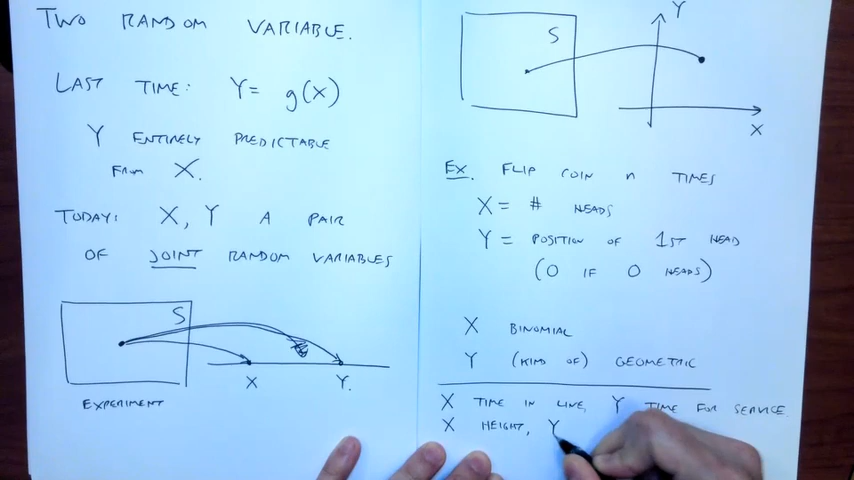 TWO RANDOM VARIABLE.
LAST TIME: Y= g(X)
Y ENTIRELY PREDICTABLE
FROM X.
TODAY: X, Y A PAIR
OF JOINT RANDOM VARIABLES
S
X Y.
EXPERIMENT
S
Y
X
EX. FLIP COIN n TIMES
X = # HEADS
Y = POSITION OF 1ST HEAD
(0 IF 0 HEADS)
X BINOMIAL
Y (KIND OF) GEOMETRIC
X TIME IN LINE, Y TIME FOR SERVICE.
X HEIGHT, Y